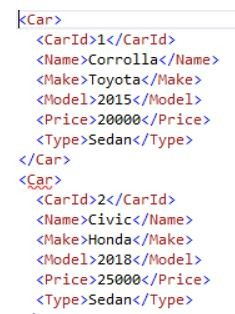 <Car>
<CarId>1</CarId>
<Name>Corrolla</Name>
<Make>Toyota</Make>
<Model>2015</Model>
<Price>20000</Price>
<Type>Sedan</Type>
</Car>
<Car>
<CarId>2</CarId>
<Name>Civic</Name>
<Make>Honda</Make>
<Model>2018</Model>
<Price>25000</Price>
<Type>Sedan</Type>